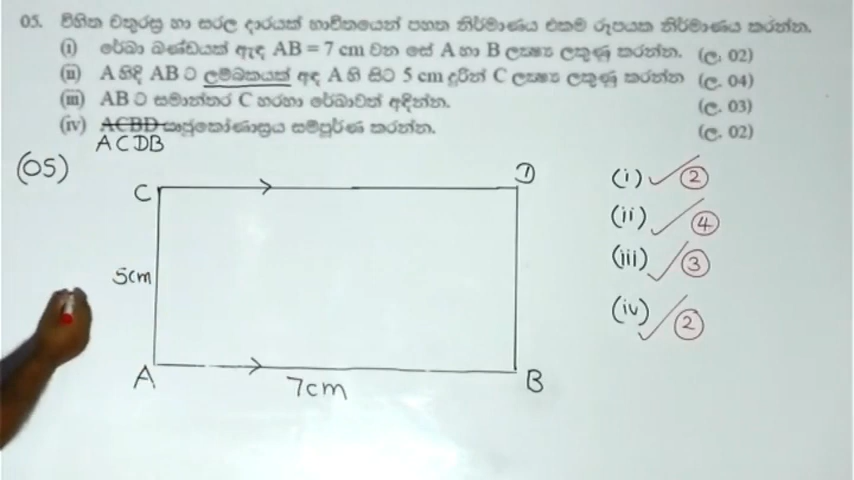 05. විහිත චතුරස්‍ර හා සරල දාරයක් භාවිතයෙන් පහත නිර්මාණය එකම රූපයක නිර්මාණය කරන්න.
(i) රේඛා ඛණ්ඩයක් ඇඳ AB = 7 cm වන සේ A හා B ලක්‍ෂ්‍ය ලකුණු කරන්න. (ල. 02)
(ii) A හිදී AB ට ලම්බකයක් අඳ A හි සිට 5 cm දුරින් C ලක්‍ෂ්‍ය ලකුණු කරන්න (ල. 04)
(iii) AB ට සමාන්තර C හරහා රේඛාවක් අඳින්න. (ල. 03)
(iv) ACBD සෘජුකෝණාස්‍රය සම්පූර්ණ කරන්න. (ල. 02)
ACDB
(05)
C D
5cm
A B
7cm
(i) 2
(ii) 4
(iii) 3
(iv) 2